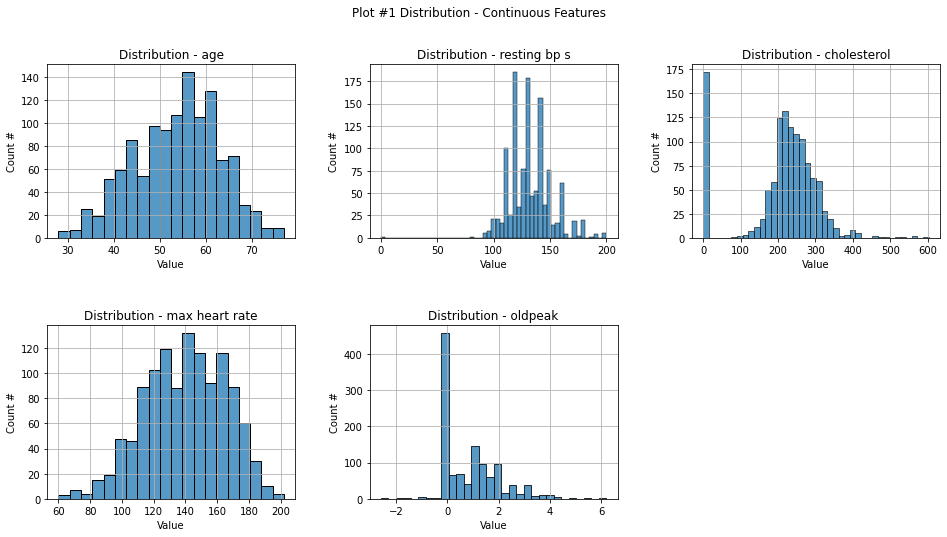 Plot #1 Distribution - Continuous Features
Distribution - age
Count #
140
120
100
80
60
40
20
0
30 40 50 60 70
Value
Distribution - resting bp s
Count #
175
150
125
100
75
50
25
0
0 50 100 150 200
Value
Distribution - cholesterol
Count #
175
150
125
100
75
50
25
0
0 100 200 300 400 500 600
Value
Distribution - max heart rate
Count #
120
100
80
60
40
20
0
60 80 100 120 140 160 180 200
Value
Distribution - oldpeak
Count #
400
300
200
100
0
−2 0 2 4 6
Value